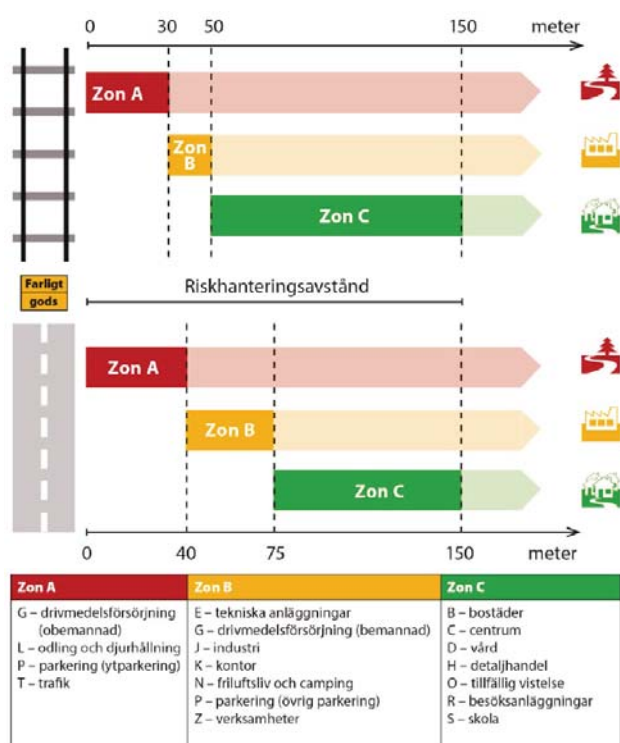 0 30 50 150 meter
Zon A
Zon
B
Zon C
Farligt
gods
Riskhanteringsavstånd
Zon A
Zon B
Zon C
0 40 75 150 meter
Zon A
G – drivmedelsförsörjning
(obemannad)
L – odling och djurhållning
P – parkering (ytparkering)
T – trafik
Zon B
E – tekniska anläggningar
G – drivmedelsförsörjning (bemannad)
J – industri
K – kontor
N – friluftsliv och camping
P – parkering (övrig parkering)
Z – verksamheter
Zon C
B – bostäder
C – centrum
D – vård
H – detaljhandel
O – tillfällig vistelse
R – besöksanläggningar
S – skola